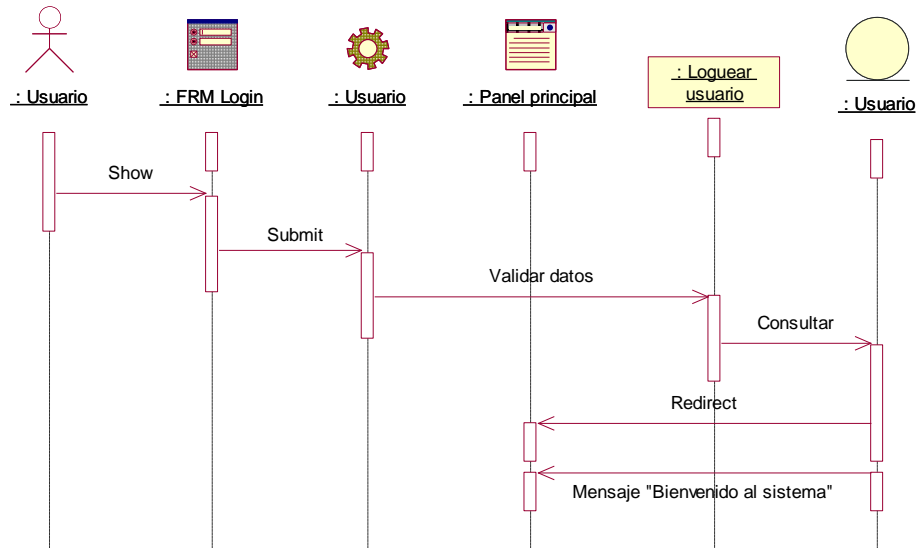 : Usuario
: FRM Login
: Usuario
: Panel principal
: Loguear
usuario
: Usuario
Show
Submit
Validar datos
Consultar
Redirect
Mensaje "Bienvenido al sistema"